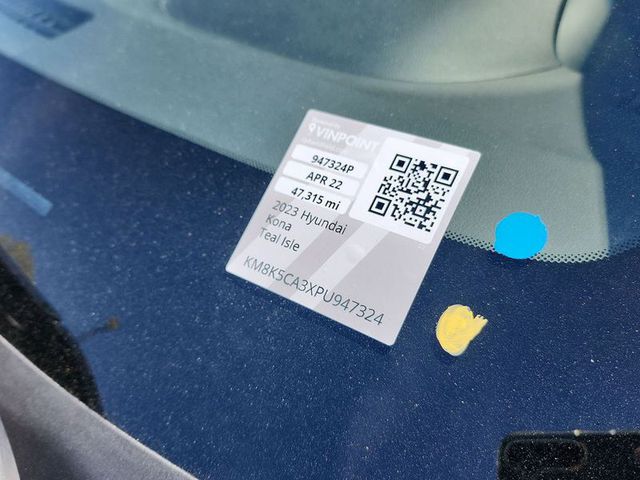 VINPOINT
947324P
APR 22
47,315 mi
2023 Hyundai
Kona
Teal Isle
KM8K5CA3XPU947324